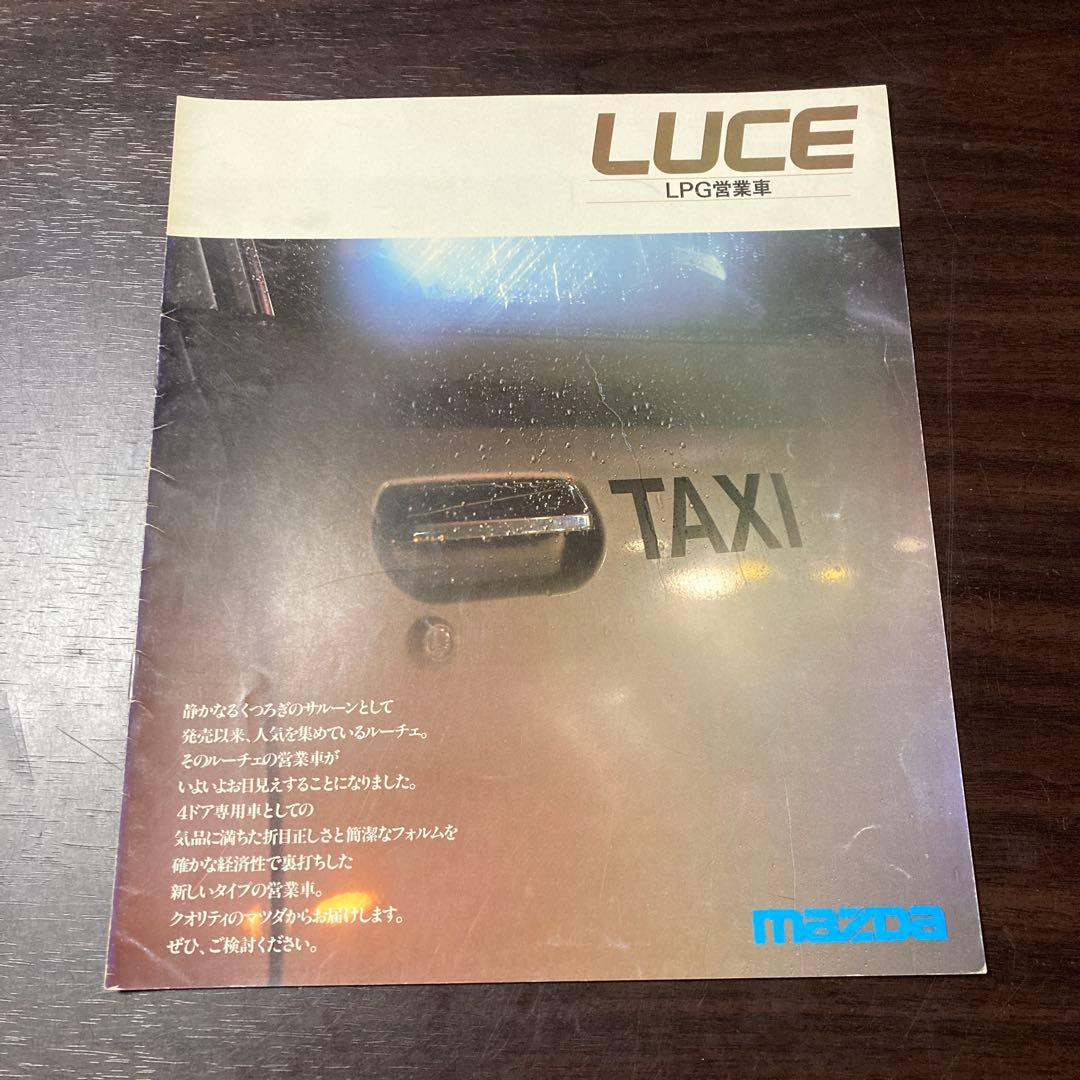 LUCE
LPG営業車
TAXI
静かなるくつろぎのサルーンとして
発売以来、人気を集めているルーチェ。
そのルーチェの営業車が
いよいよお目見えすることになりました。
4ドア専用車としての
気品に満ちた折目正しさと簡潔なフォルムを
確かな経済性で裏打ちした
新しいタイプの営業車。
クオリティのマツダからお届けします。
ぜひ、ご検討ください。
mazda